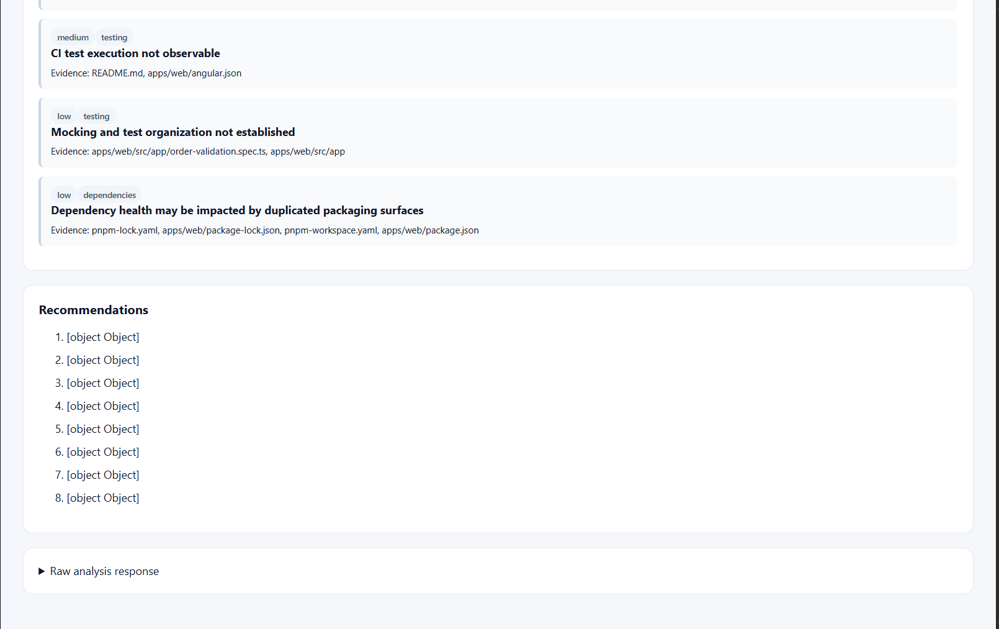 medium testing
CI test execution not observable
Evidence: README.md, apps/web/angular.json
low testing
Mocking and test organization not established
Evidence: apps/web/src/app/order-validation.spec.ts, apps/web/src/app
low dependencies
Dependency health may be impacted by duplicated packaging surfaces
Evidence: pnpm-lock.yaml, apps/web/package-lock.json, pnpm-workspace.yaml, apps/web/package.json
Recommendations
1. [object Object]
2. [object Object]
3. [object Object]
4. [object Object]
5. [object Object]
6. [object Object]
7. [object Object]
8. [object Object]
Raw analysis response